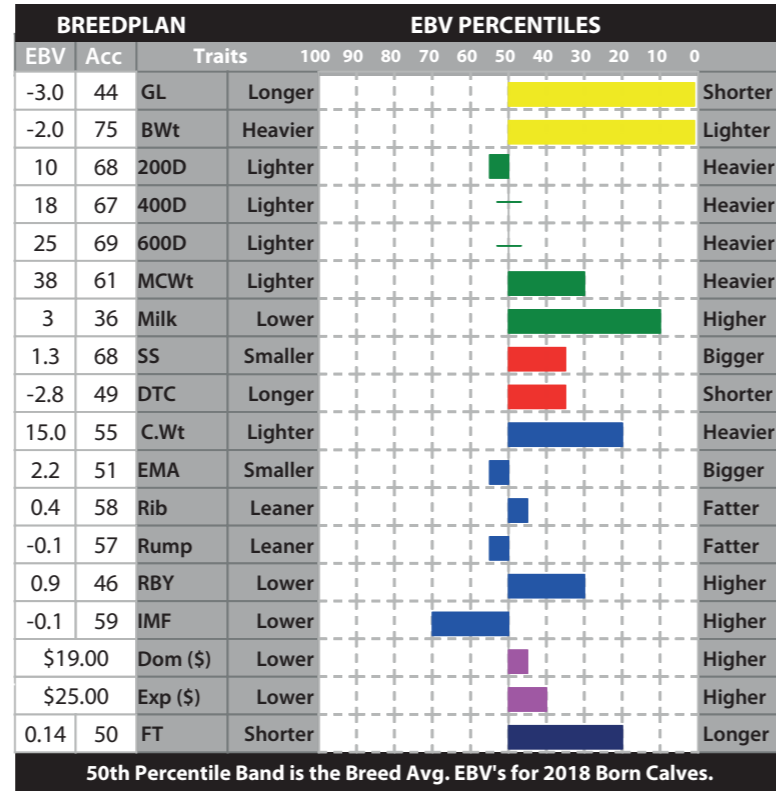 BREEDPLAN EBV PERCENTILES
EBV Acc Traits 100 90 80 70 60 50 40 30 20 10 0
-3.0 44 GL Longer Shorter
-2.0 75 BWt Heavier Lighter
10 68 200D Lighter Heavier
18 67 400D Lighter Heavier
25 69 600D Lighter Heavier
38 61 MCWt Lighter Heavier
3 36 Milk Lower Higher
1.3 68 SS Smaller Bigger
-2.8 49 DTC Longer Shorter
15.0 55 C.Wt Lighter Heavier
2.2 51 EMA Smaller Bigger
0.4 58 Rib Leaner Fatter
-0.1 57 Rump Leaner Fatter
0.9 46 RBY Lower Higher
-0.1 59 IMF Lower Higher
$19.00 Dom ($) Lower Higher
$25.00 Exp ($) Lower Higher
0.14 50 FT Shorter Longer
50th Percentile Band is the Breed Avg. EBV's for 2018 Born Calves.